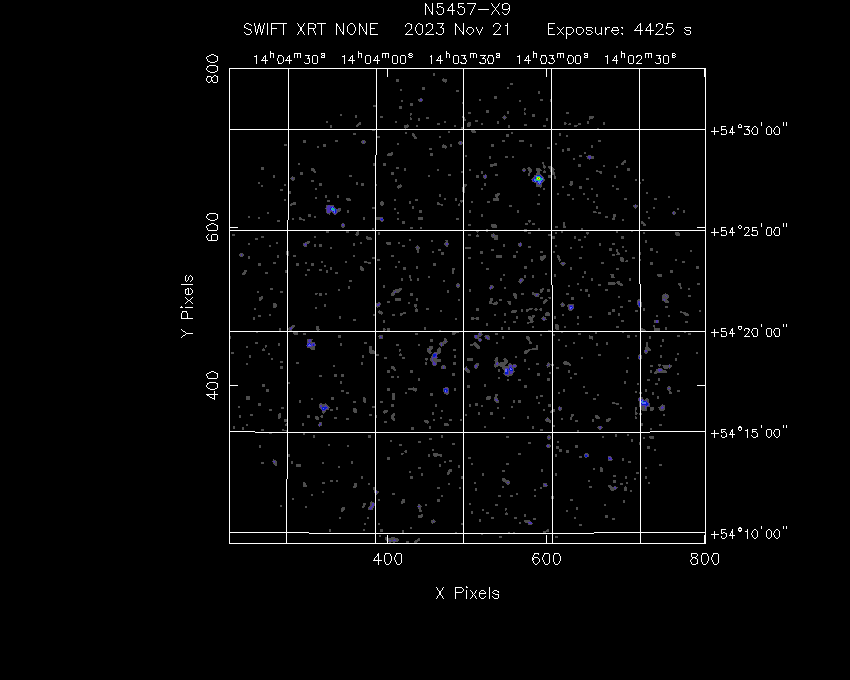 N5457-X9
SWIFT XRT NONE 2023 Nov 21 Exposure: 4425 s
14h04m30s 14h04m00s 14h03m30s 14h03m00s 14h02m30s
800
+54°30'00"
600
+54°25'00"
Y Pixels
+54°20'00"
400
+54°15'00"
+54°10'00"
400 600 800
X Pixels